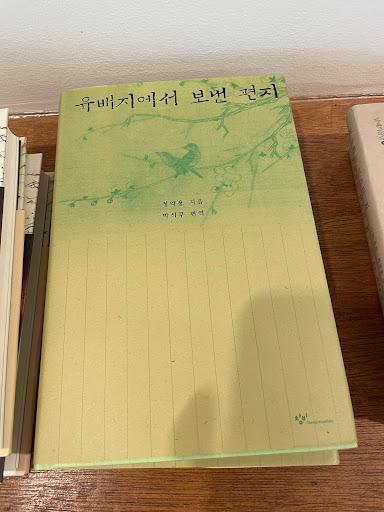 유배지에서 보낸 편지
정약용 지음
박석무 편역
창비